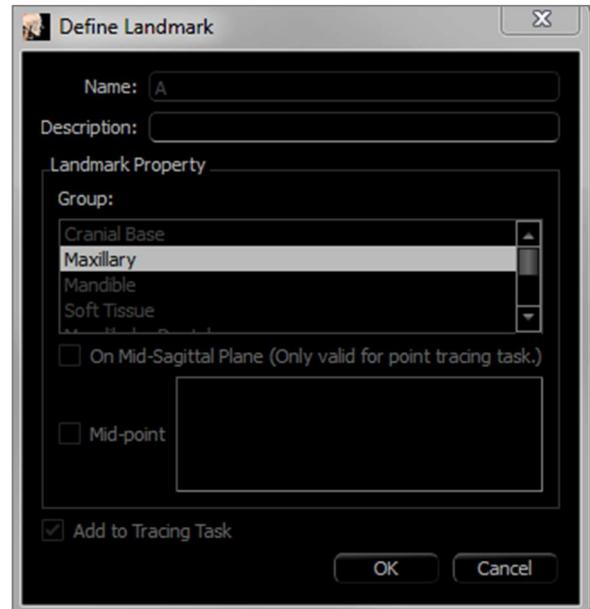 Define Landmark
Name: A
Description:
Landmark Property
Group:
Cranial Base
Maxillary
Mandible
Soft Tissue
On Mid-Sagittal Plane (Only valid for point tracing task.)
Mid-point
Add to Tracing Task
OK Cancel